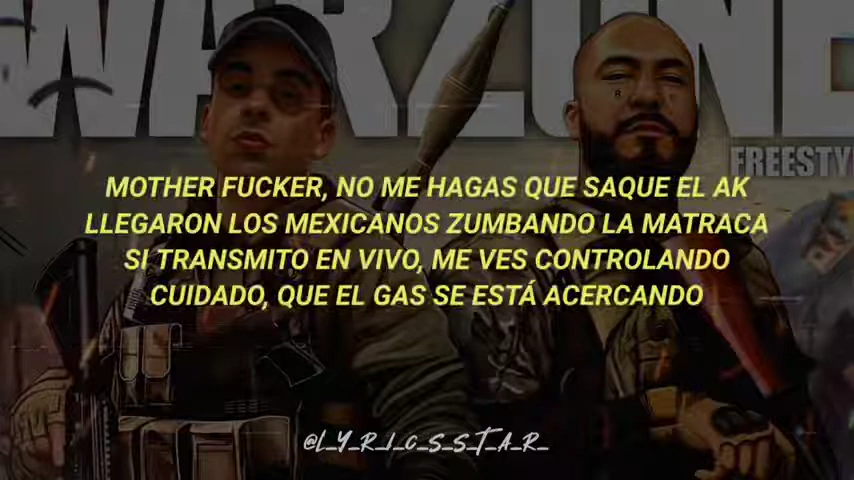 WARZONE
FREESTY
MOTHER FUCKER, NO ME HAGAS QUE SAQUE EL AK
LLEGARON LOS MEXICANOS ZUMBANDO LA MATRACA
SI TRANSMITO EN VIVO, ME VES CONTROLANDO
CUIDADO, QUE EL GAS SE ESTÁ ACERCANDO
@L_Y_R_I_C_S_S_T_A_R_